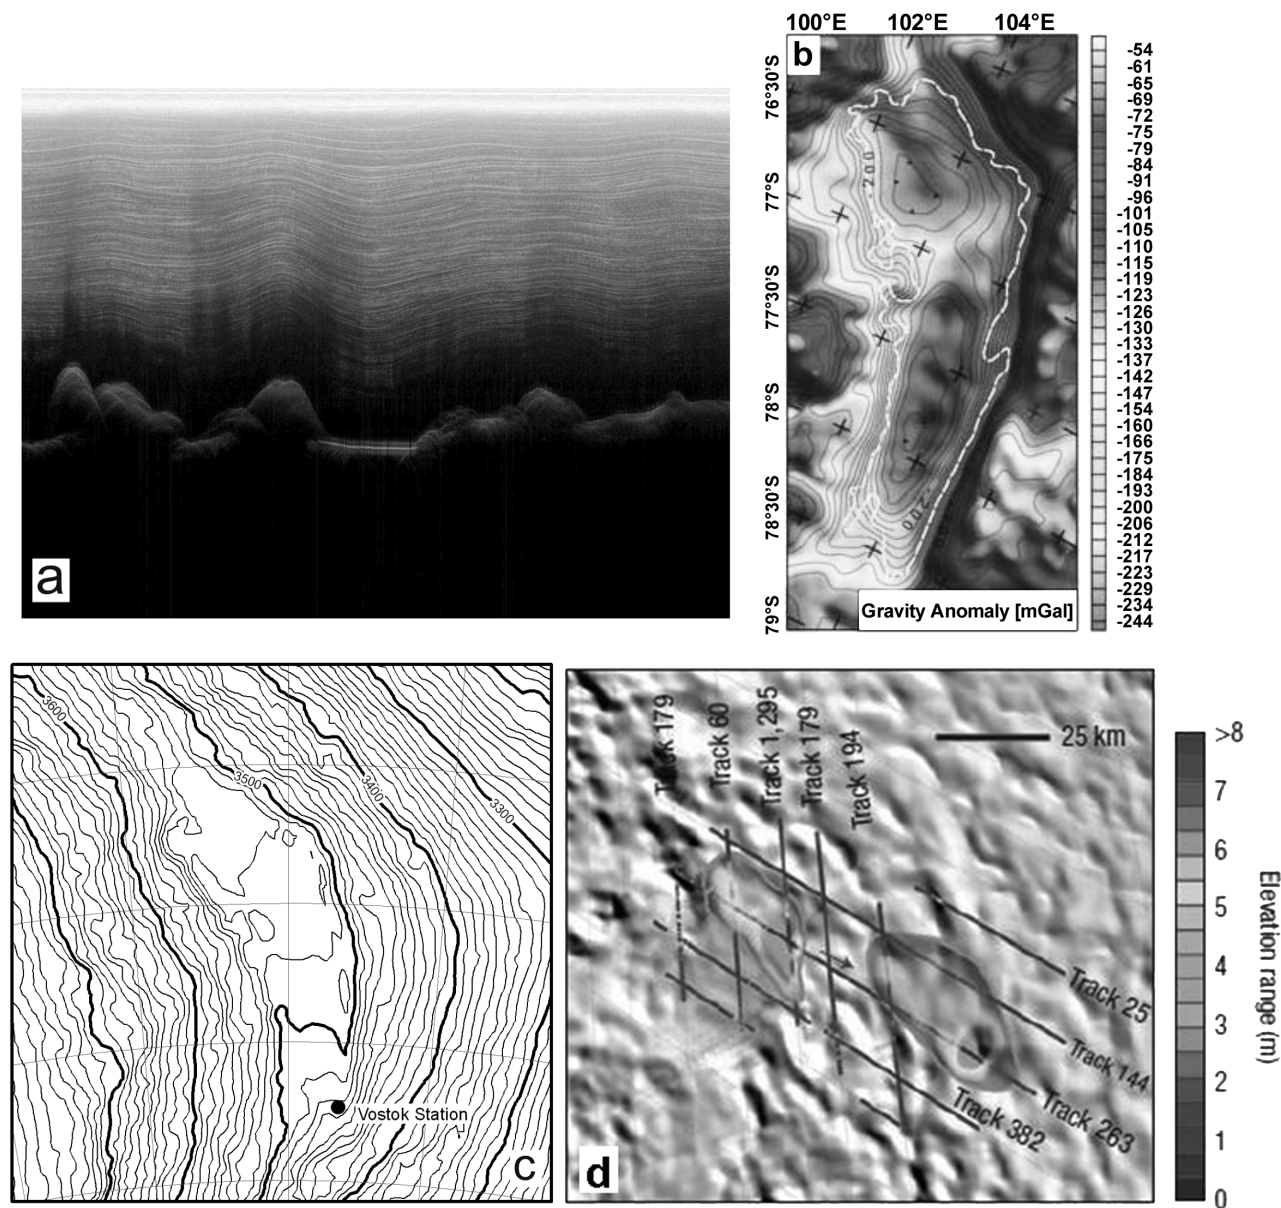 a
100°E 102°E 104°E
b
76°30'S
77°S
77°30'S
78°S
78°30'S
79°S
-200
200
Gravity Anomaly [mGal]
-54
-61
-65
-69
-72
-75
-79
-84
-91
-96
-101
-105
-110
-115
-119
-123
-126
-130
-133
-137
-142
-147
-154
-160
-166
-175
-184
-193
-200
-206
-212
-217
-223
-229
-234
-244
3600
3500
3400
3300
Vostok Station
c
Track 179
Track 60
Track 1,295
Track 179
Track 194
25 km
Track 25
Track 144
Track 263
Track 382
d
>8
7
6
5
4
3
2
1
0
Elevation range (m)